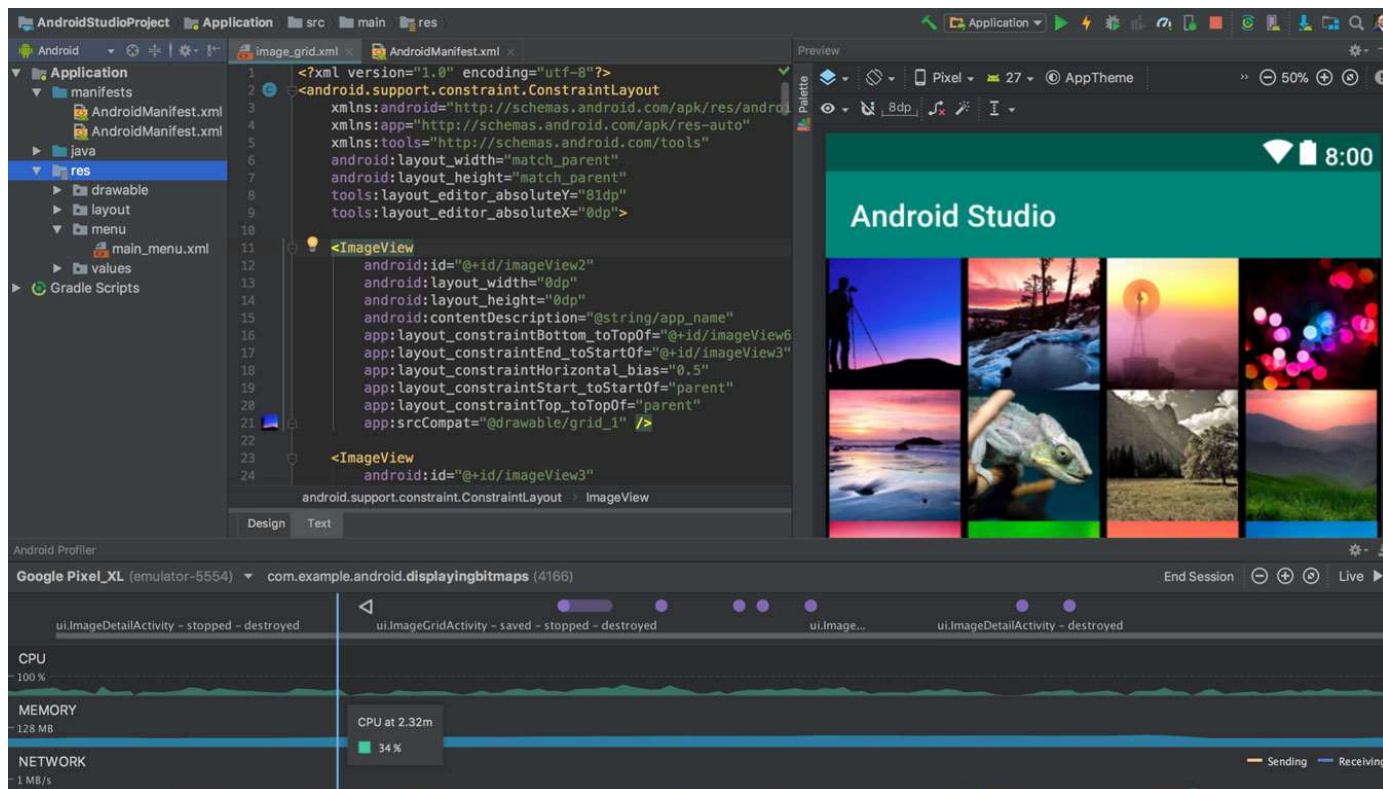 AndroidStudioProject Application src main res
Application
Android
image_grid.xml AndroidManifest.xml
Application
manifests
AndroidManifest.xml
AndroidManifest.xml
java
res
drawable
layout
menu
main_menu.xml
values
Gradle Scripts
1 <?xml version="1.0" encoding="utf-8"?>
2 <android.support.constraint.ConstraintLayout
3 xmlns:android="http://schemas.android.com/apk/res/androi
4 xmlns:app="http://schemas.android.com/apk/res-auto"
5 xmlns:tools="http://schemas.android.com/tools"
6 android:layout_width="match_parent"
7 android:layout_height="match_parent"
8 tools:layout_editor_absoluteY="81dp"
9 tools:layout_editor_absoluteX="0dp">
10
11 <ImageView
12 android:id="@+id/imageView2"
13 android:layout_width="0dp"
14 android:layout_height="0dp"
15 android:contentDescription="@string/app_name"
16 app:layout_constraintBottom_toTopOf="@+id/imageView6
17 app:layout_constraintEnd_toStartOf="@+id/imageView3"
18 app:layout_constraintHorizontal_bias="0.5"
19 app:layout_constraintStart_toStartOf="parent"
20 app:layout_constraintTop_toTopOf="parent"
21 app:srcCompat="@drawable/grid_1" />
22
23 <ImageView
24 android:id="@+id/imageView3"
android.support.constraint.ConstraintLayout ImageView
Design Text
Preview
Palette
Pixel 27 AppTheme 50%
8dp
8:00
Android Studio
Android Profiler
Google Pixel_XL (emulator-5554) com.example.android.displayingbitmaps (4166) End Session Live
ui.ImageDetailActivity – stopped – destroyed ui.ImageGridActivity – saved – stopped – destroyed ui.Image... ui.ImageDetailActivity – destroyed
CPU
100 %
MEMORY
128 MB
CPU at 2.32m
34 %
NETWORK
Sending Receiving
1 MB/s